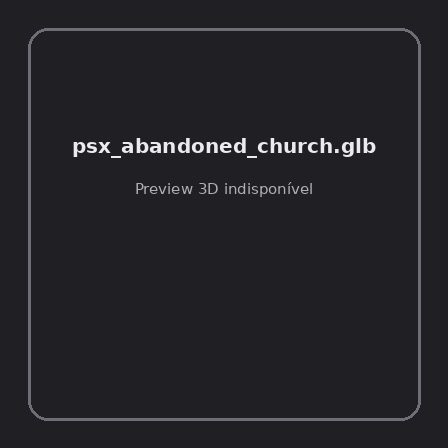 psx_abandoned_church.glb
Preview 3D indisponível